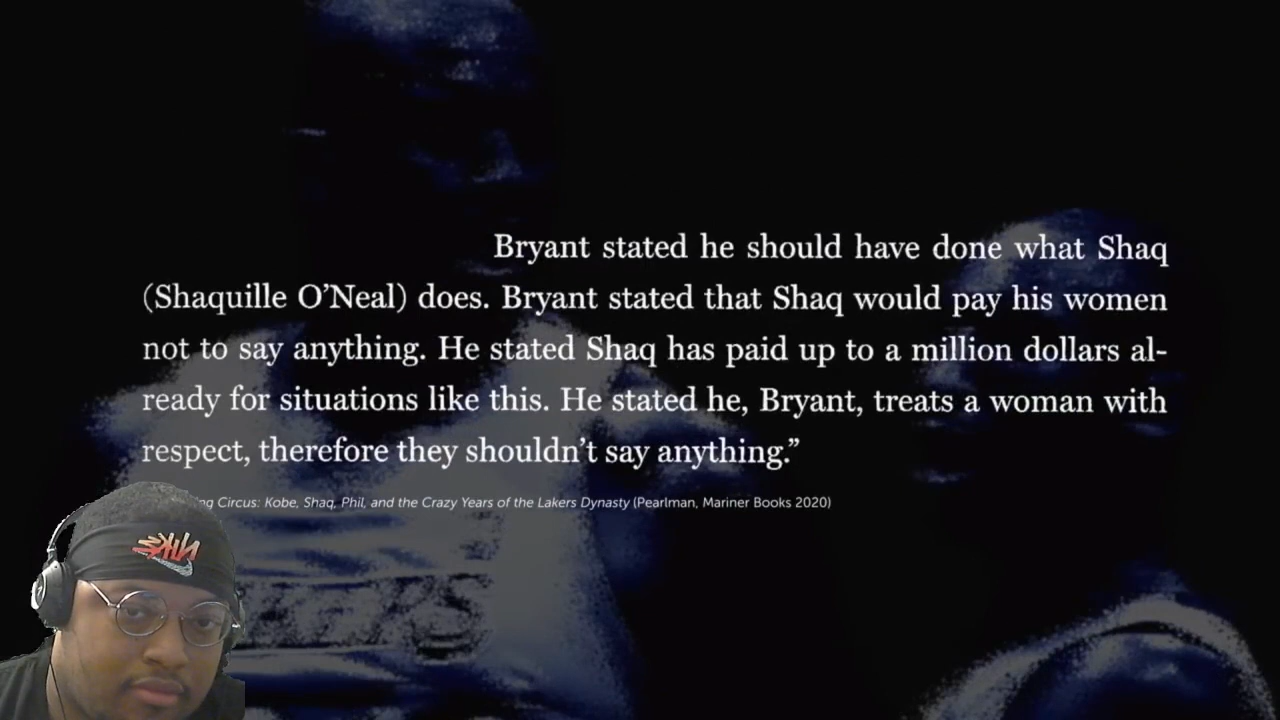 Bryant stated he should have done what Shaq
(Shaquille O’Neal) does. Bryant stated that Shaq would pay his women
not to say anything. He stated Shaq has paid up to a million dollars al-
ready for situations like this. He stated he, Bryant, treats a woman with
respect, therefore they shouldn’t say anything.”
Circus: Kobe, Shaq, Phil, and the Crazy Years of the Lakers Dynasty (Pearlman, Mariner Books 2020)